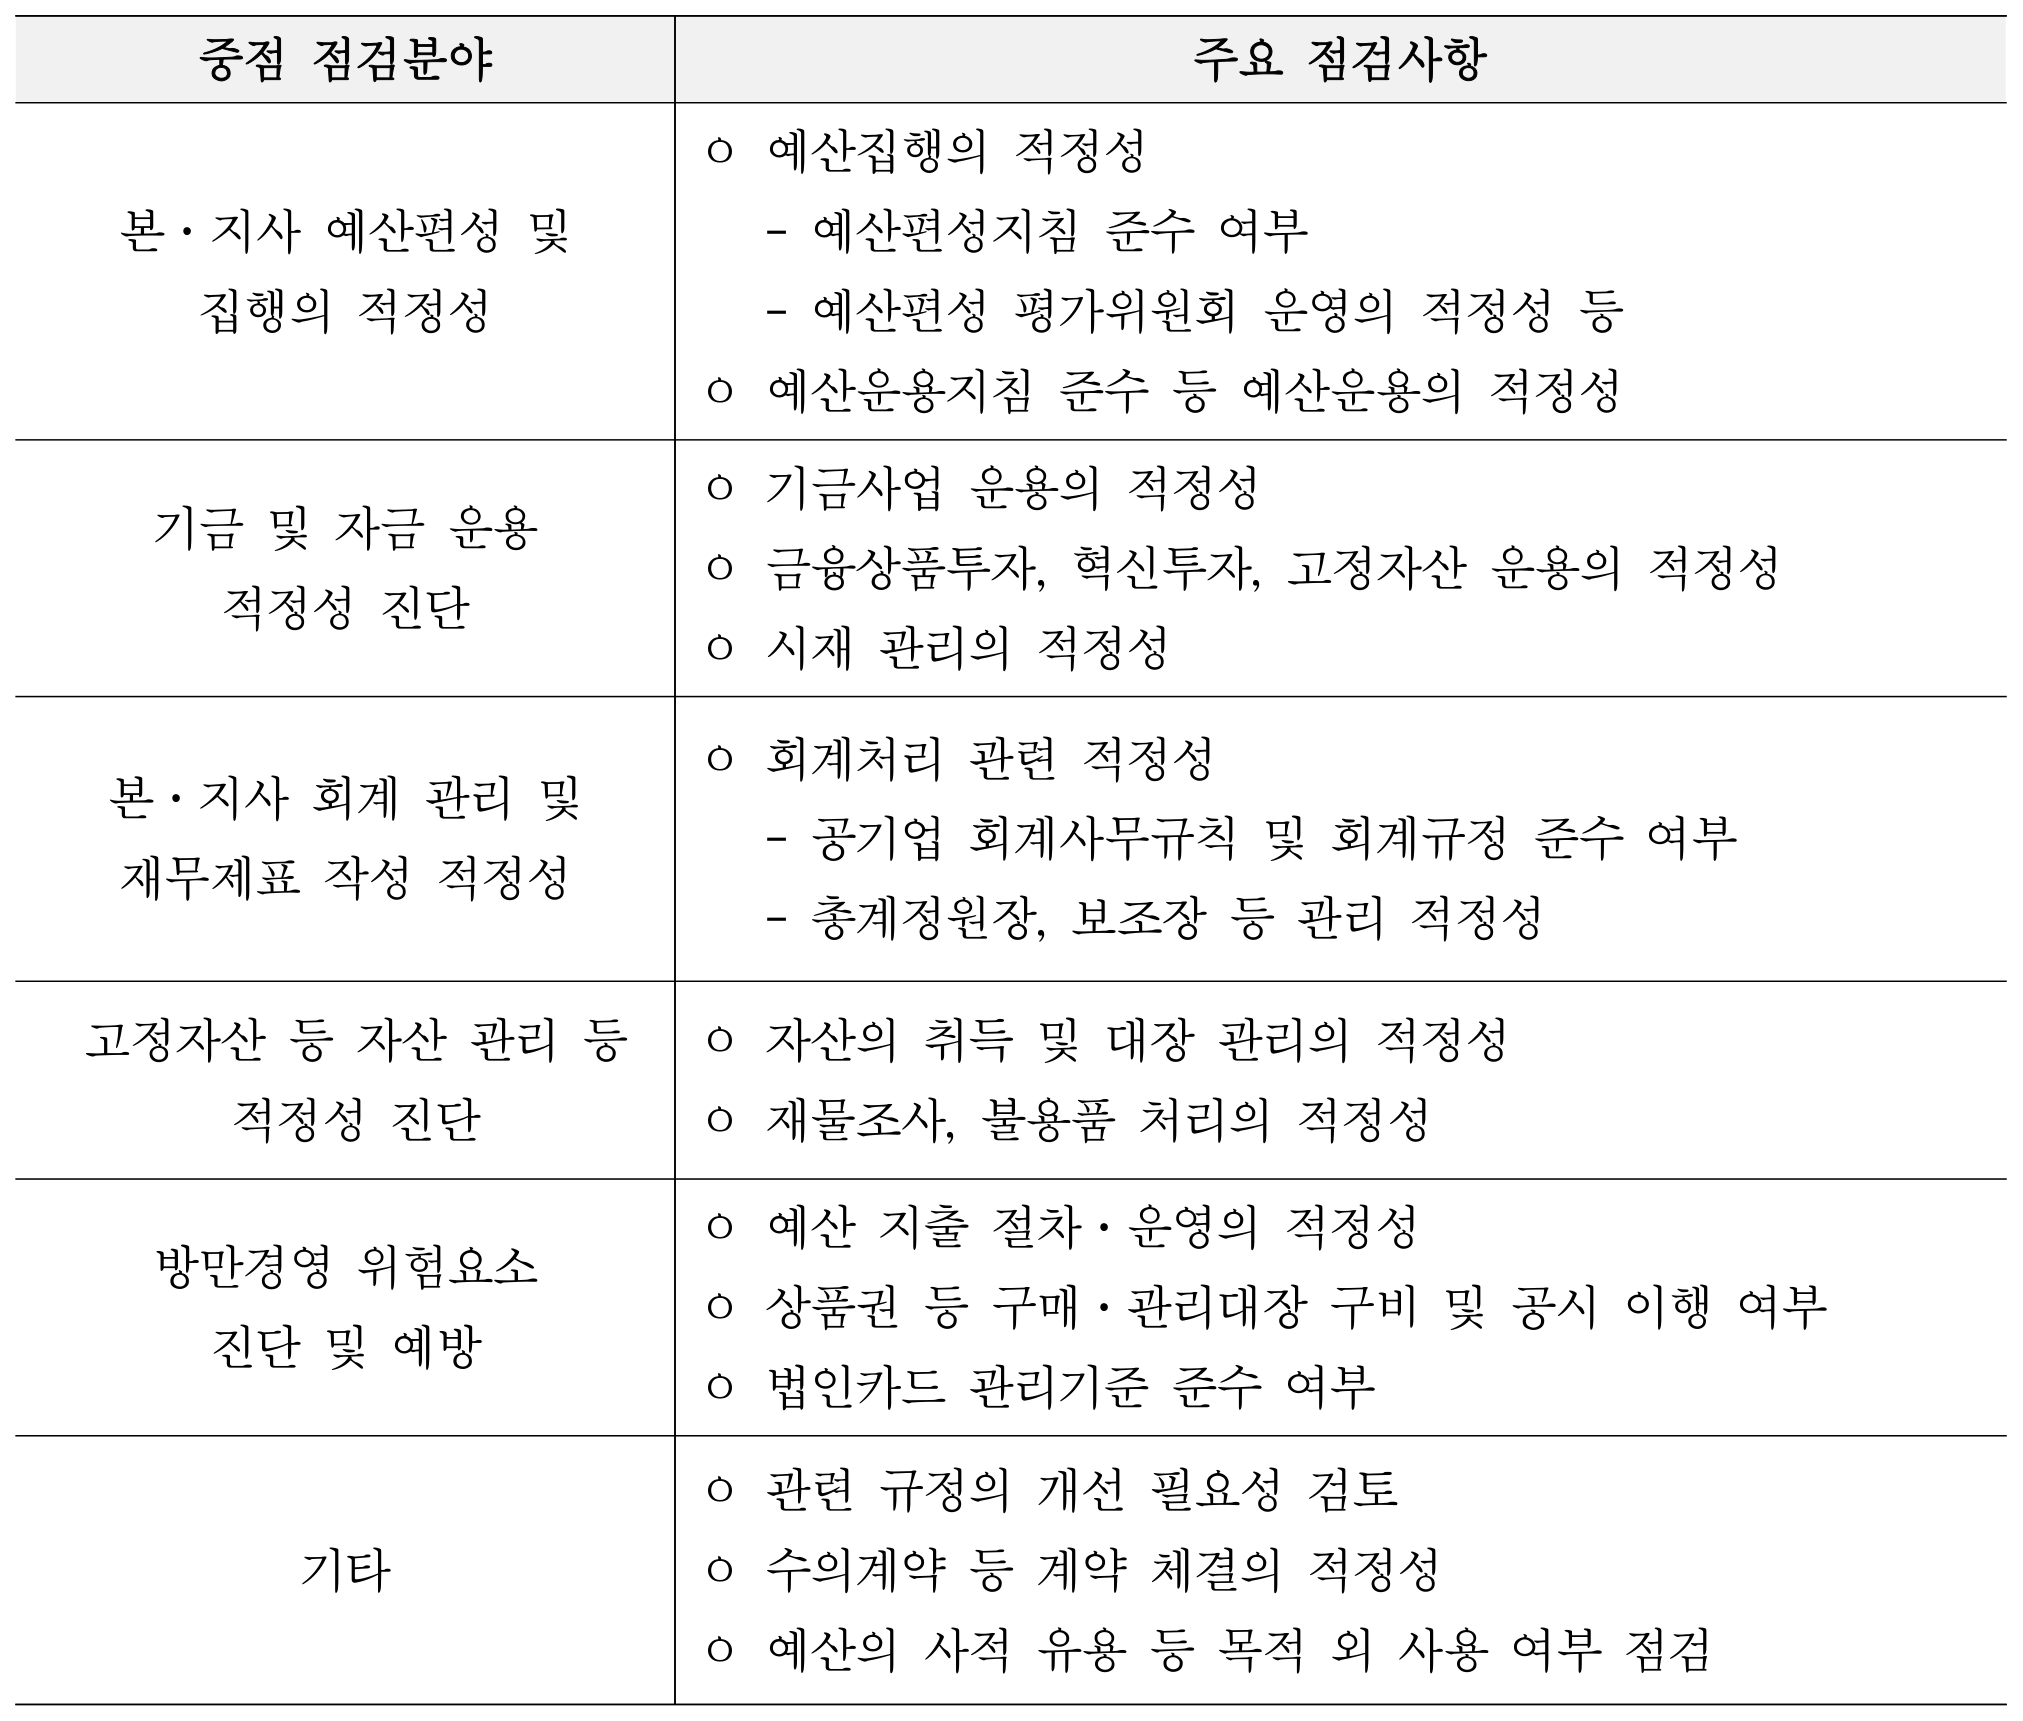 중점 점검분야
주요 점검사항
본·지사 예산편성 및
집행의 적정성
○ 예산집행의 적정성
- 예산편성지침 준수 여부
- 예산편성 평가위원회 운영의 적정성 등
○ 예산운용지침 준수 등 예산운용의 적정성
기금 및 자금 운용
적정성 진단
○ 기금사업 운용의 적정성
○ 금융상품투자, 혁신투자, 고정자산 운용의 적정성
○ 시재 관리의 적정성
본·지사 회계 관리 및
재무제표 작성 적정성
○ 회계처리 관련 적정성
- 공기업 회계사무규칙 및 회계규정 준수 여부
- 총계정원장, 보조장 등 관리 적정성
고정자산 등 자산 관리 등
적정성 진단
○ 자산의 취득 및 대장 관리의 적정성
○ 재물조사, 불용품 처리의 적정성
방만경영 위험요소
진단 및 예방
○ 예산 지출 절차·운영의 적정성
○ 상품권 등 구매·관리대장 구비 및 공시 이행 여부
○ 법인카드 관리기준 준수 여부
기타
○ 관련 규정의 개선 필요성 검토
○ 수의계약 등 계약 체결의 적정성
○ 예산의 사적 유용 등 목적 외 사용 여부 점검